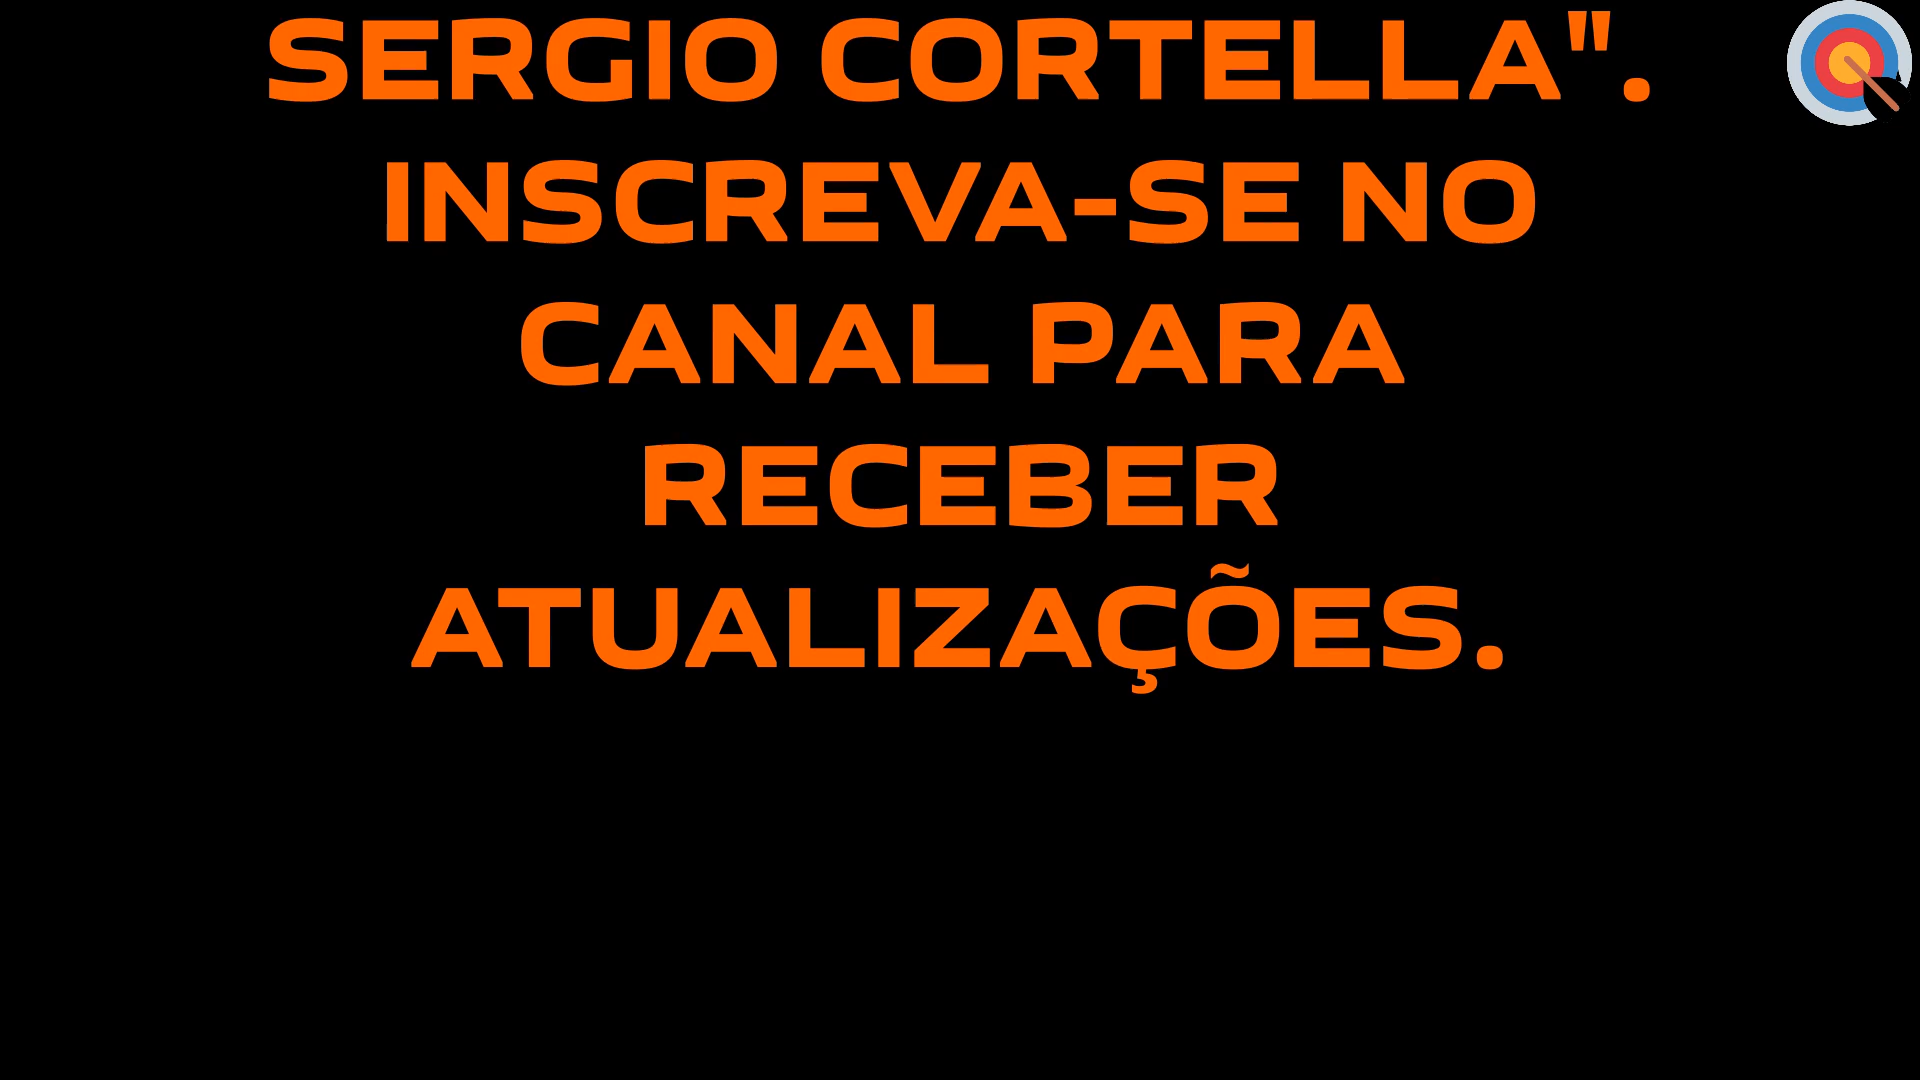 SERGIO CORTELLA".
INSCREVA-SE NO
CANAL PARA
RECEBER
ATUALIZAÇÕES.